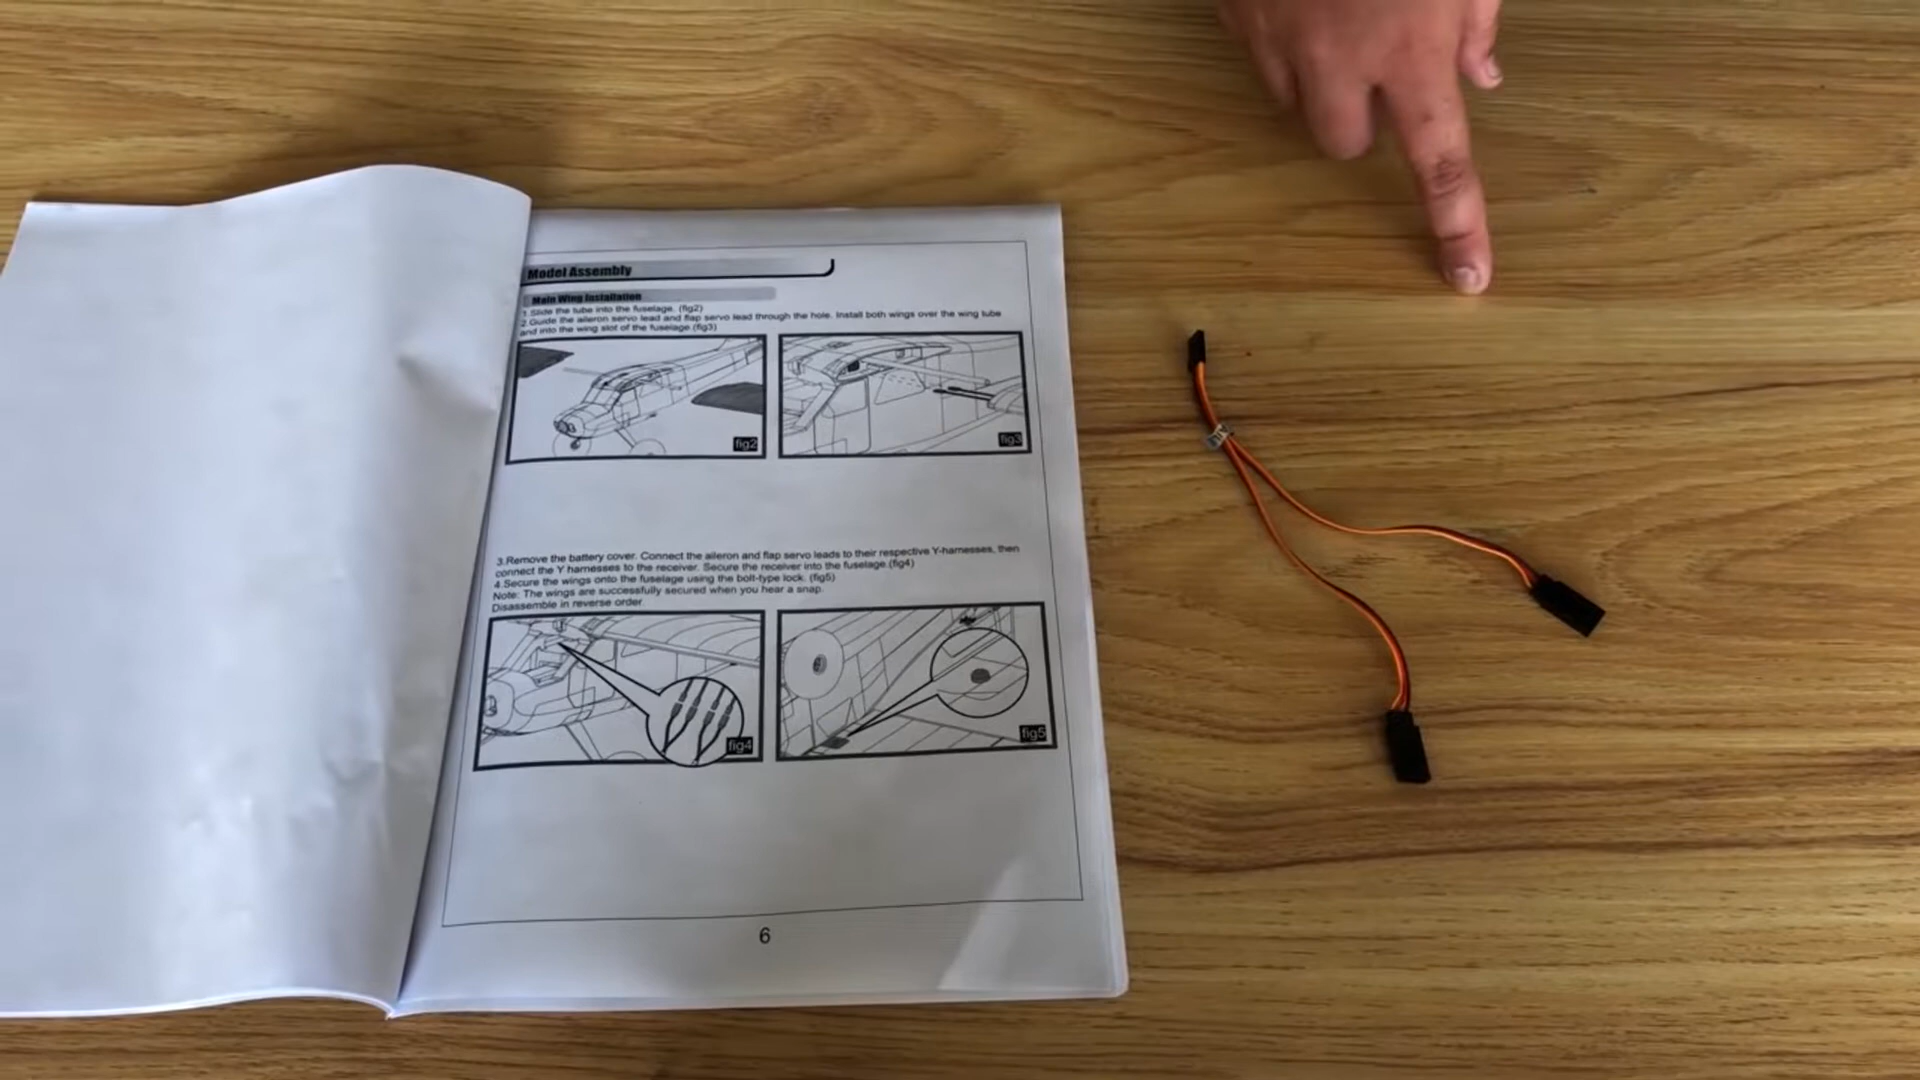 Model Assembly
Main Wing Installation
1.Slide the tube into the fuselage. (fig2)
2.Guide the aileron servo lead and flap servo lead through the hole. Install both wings over the wing tube
and into the wing slot of the fuselage.(fig3)
fig2
fig3
3.Remove the battery cover. Connect the aileron and flap servo leads to their respective Y-harnesses, then
connect the Y harnesses to the receiver. Secure the receiver into the fuselage.(fig4)
4.Secure the wings onto the fuselage using the bolt-type lock. (fig5)
Note: The wings are successfully secured when you hear a snap.
Disassemble in reverse order
fig4
fig5
6